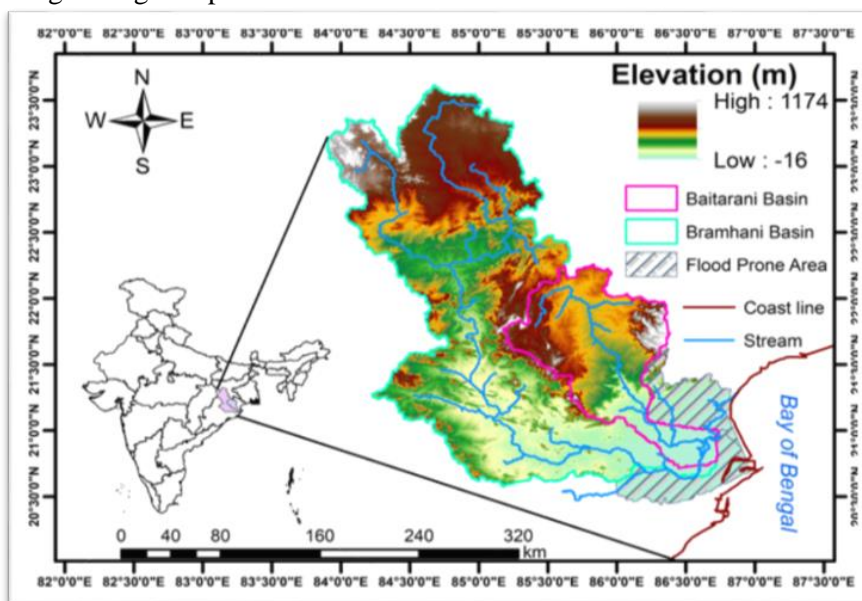 82°0'0"E 82°30'0"E 83°0'0"E 83°30'0"E 84°0'0"E 84°30'0"E 85°0'0"E 85°30'0"E 86°0'0"E 86°30'0"E 87°0'0"E 87°30'0"E
N
W E
S
Elevation (m)
High : 1174
Low : -16
Baitarani Basin
Bramhani Basin
Flood Prone Area
Coast line
Stream
Bay of Bengal
23°30'0"N
23°0'0"N
22°30'0"N
22°0'0"N
21°30'0"N
21°0'0"N
20°30'0"N
0 40 80 160 240 320
km
82°0'0"E 82°30'0"E 83°0'0"E 83°30'0"E 84°0'0"E 84°30'0"E 85°0'0"E 85°30'0"E 86°0'0"E 86°30'0"E 87°0'0"E 87°30'0"E